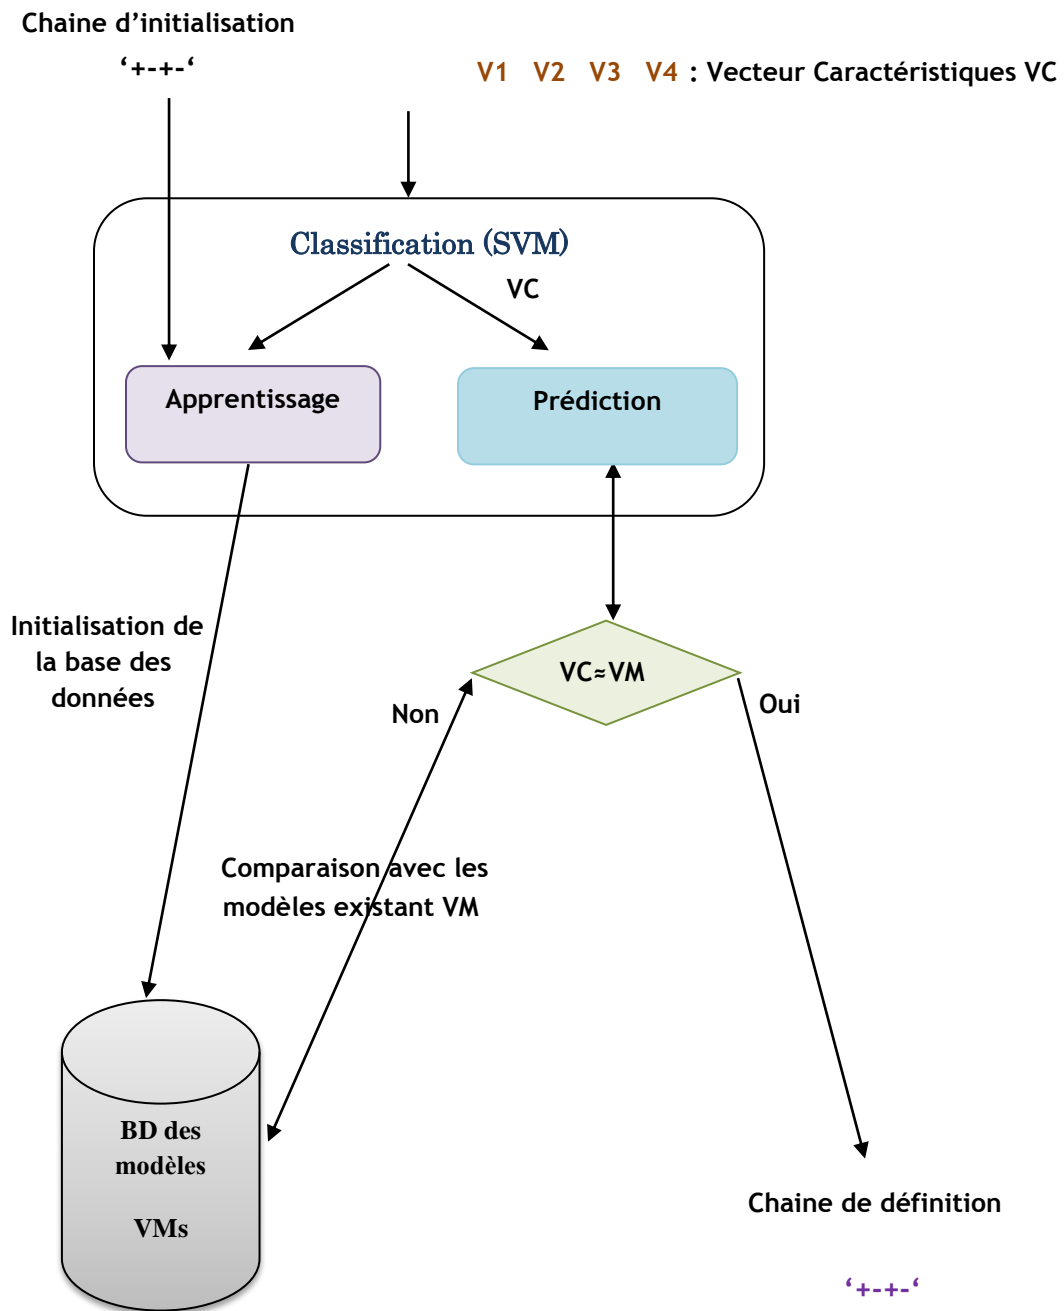 Chaine d’initialisation
‘+-+-‘
V1 V2 V3 V4 : Vecteur Caractéristiques VC
Classification (SVM)
VC
Apprentissage
Prédiction
Initialisation de
la base des
données
VC≈VM
Non
Oui
Comparaison avec les
modèles existant VM
BD des
modèles
VMs
Chaine de définition
‘+-+-‘